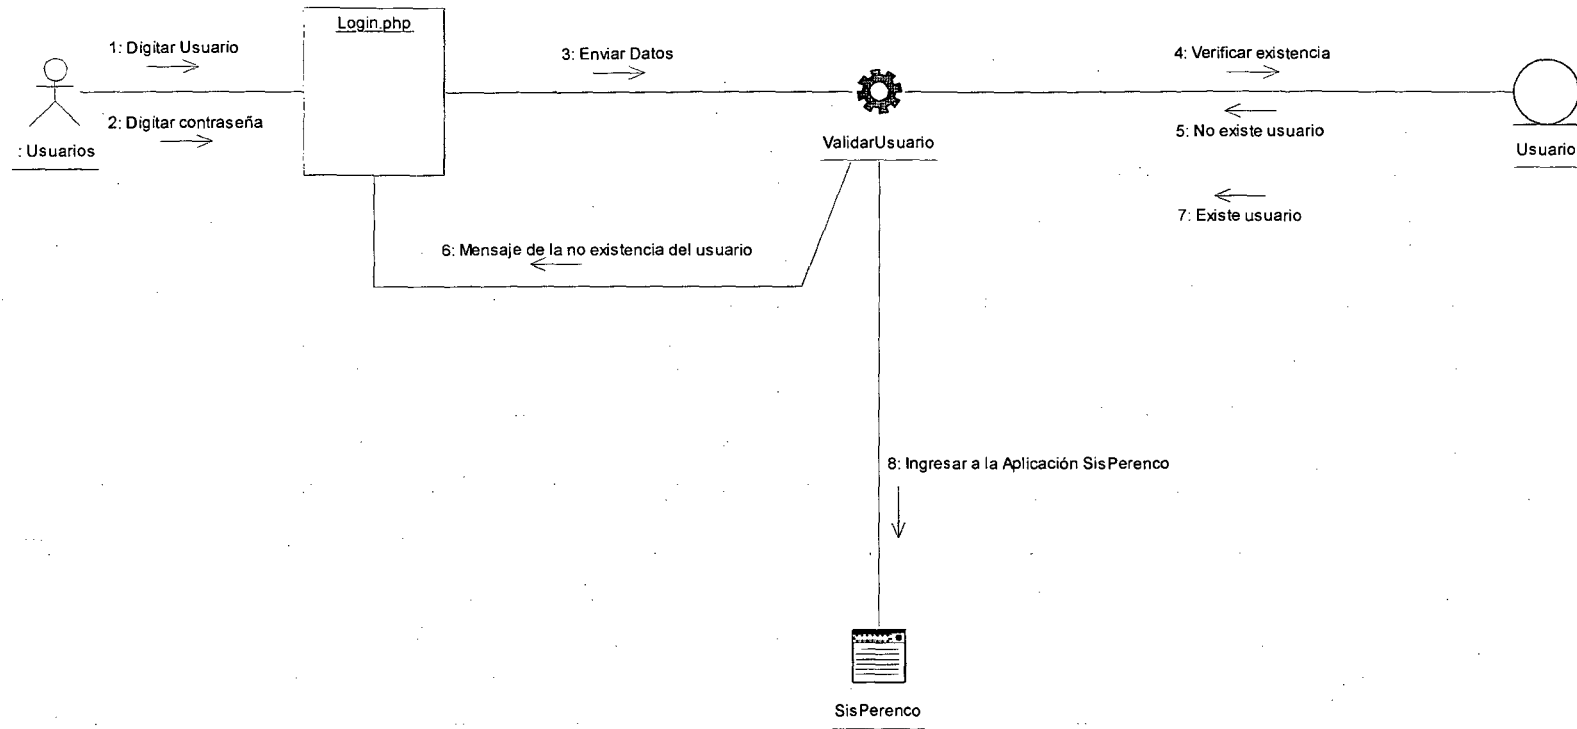 Login.php
1: Digitar Usuario
3: Enviar Datos
4: Verificar existencia
2: Digitar contraseña
5: No existe usuario
: Usuarios
ValidarUsuario
Usuario
7: Existe usuario
6: Mensaje de la no existencia del usuario
8: Ingresar a la Aplicación SisPerenco
SisPerenco